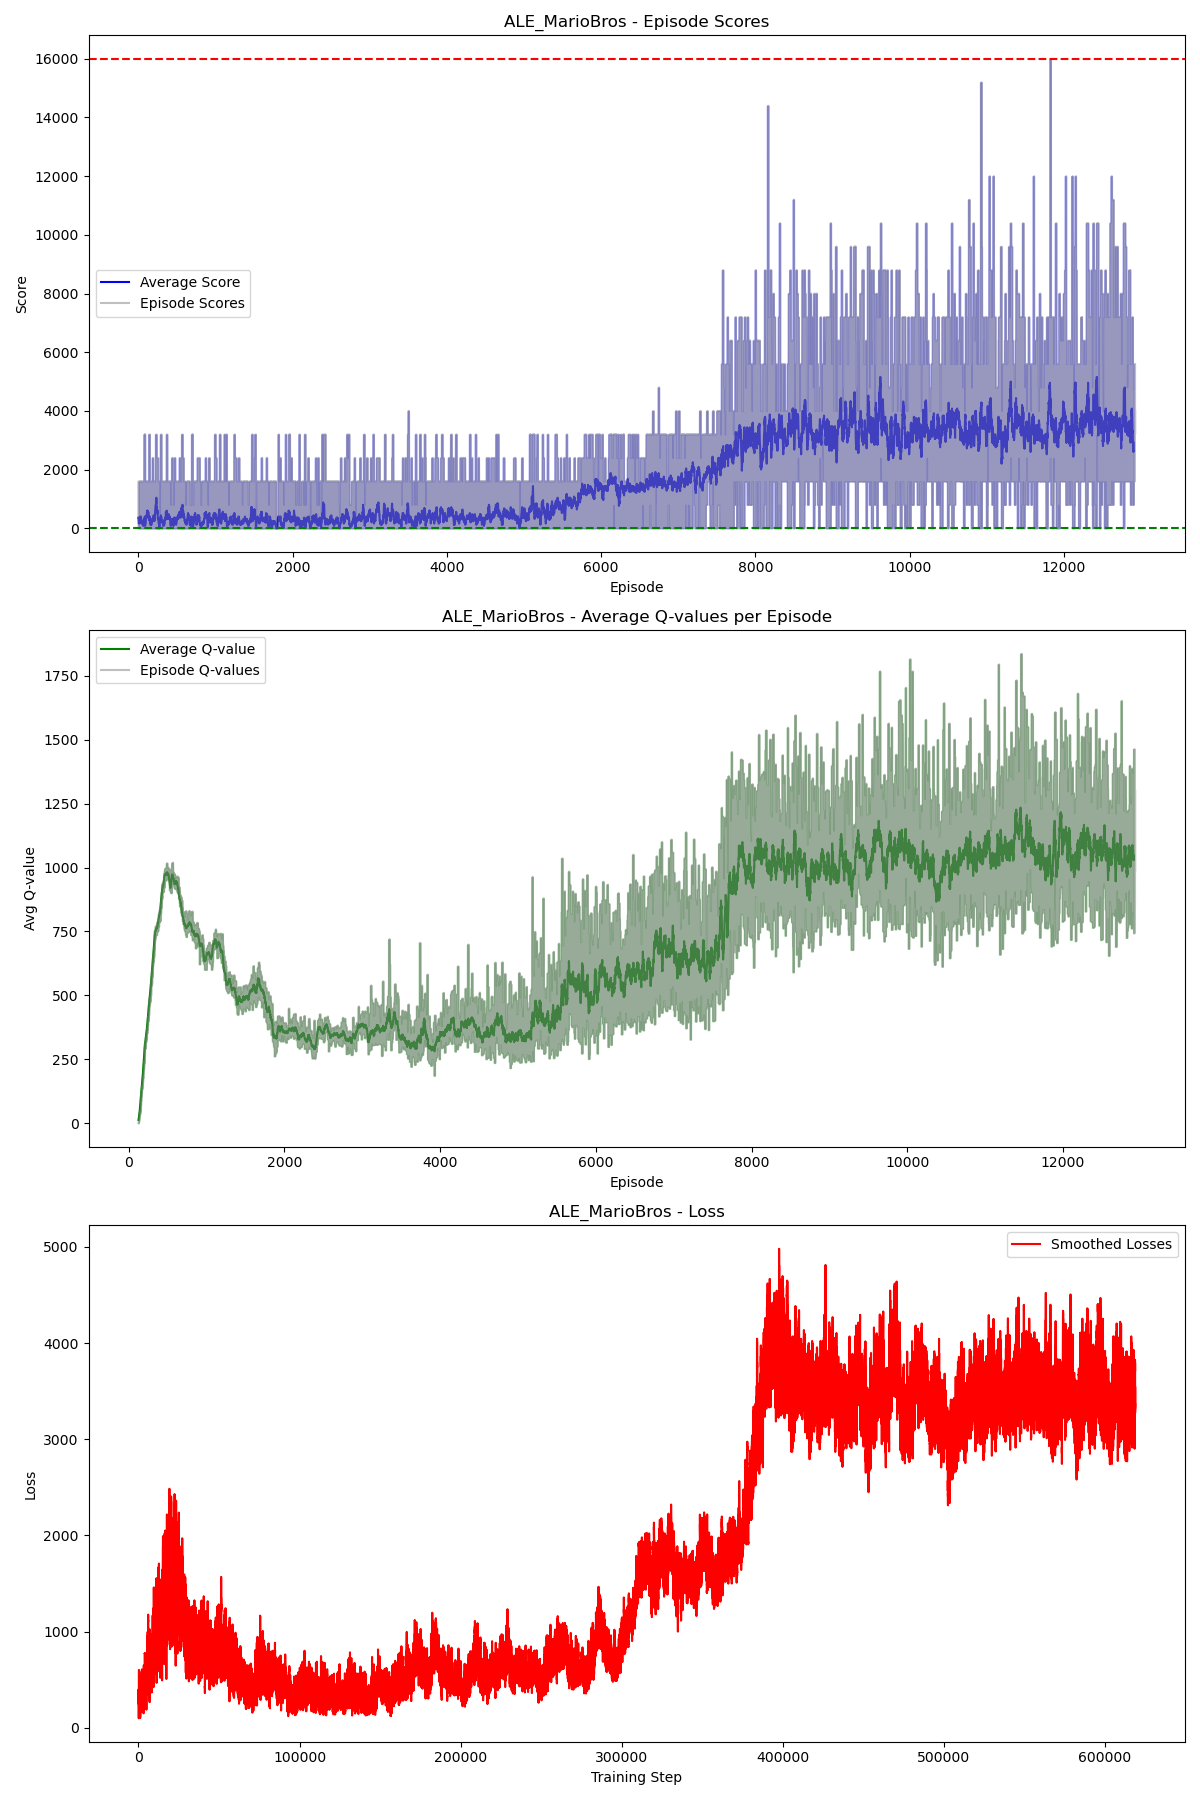 ALE_MarioBros - Episode Scores
16000
14000
12000
10000
8000
6000
4000
2000
0
Score
Average Score
Episode Scores
0 2000 4000 6000 8000 10000 12000
Episode
ALE_MarioBros - Average Q-values per Episode
Average Q-value
Episode Q-values
1750
1500
1250
1000
750
500
250
0
Avg Q-value
0 2000 4000 6000 8000 10000 12000
Episode
ALE_MarioBros - Loss
Smoothed Losses
5000
4000
3000
2000
1000
0
Loss
0 100000 200000 300000 400000 500000 600000
Training Step